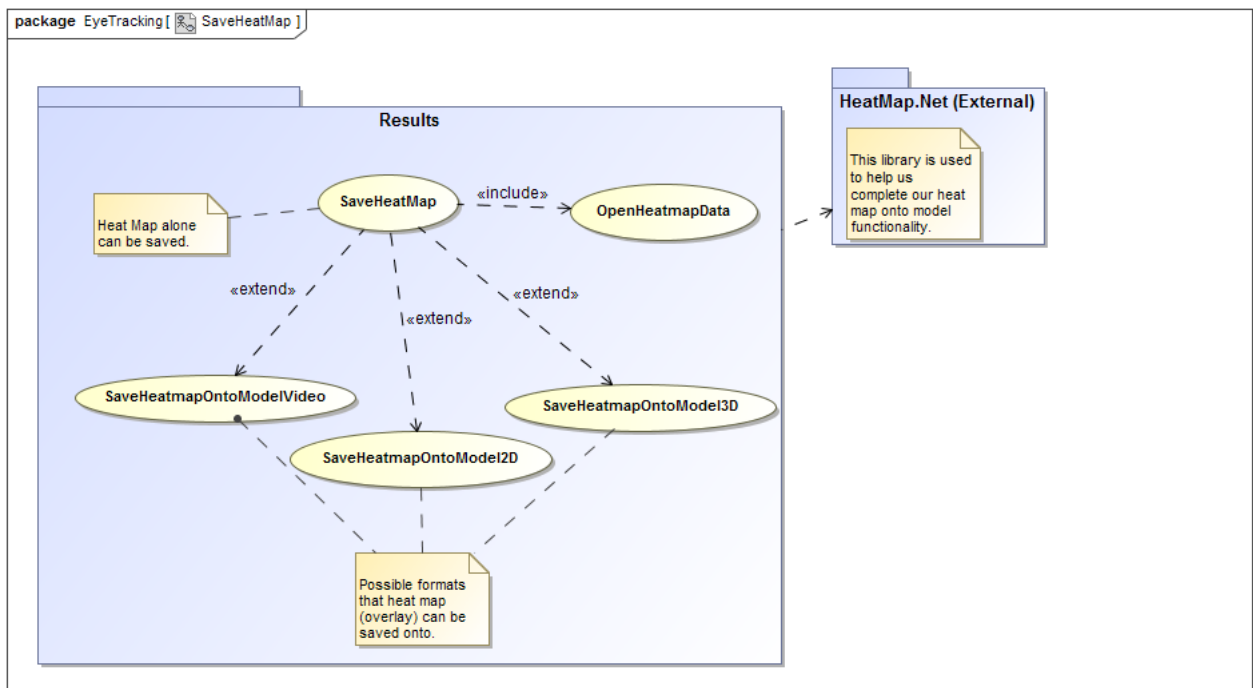 package EyeTracking [ SaveHeatMap ]
Results
HeatMap.Net (External)
This library is used
to help us
complete our heat
map onto model
functionality.
SaveHeatMap
«include»
OpenHeatmapData
Heat Map alone
can be saved.
«extend»
«extend»
«extend»
SaveHeatmapOntoModelVideo
SaveHeatmapOntoModel3D
SaveHeatmapOntoModel2D
Possible formats
that heat map
(overlay) can be
saved onto.